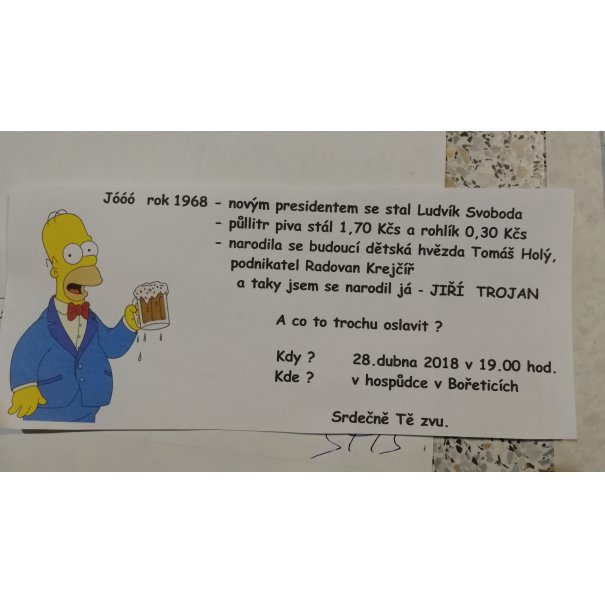 Jóóó rok 1968 - novým presidentem se stal Ludvík Svoboda
- půllitr piva stál 1,70 Kčs a rohlík 0,30 Kčs
- narodila se budoucí dětská hvězda Tomáš Holý,
podnikatel Radovan Krejčíř
a taky jsem se narodil já - JIŘÍ TROJAN
A co to trochu oslavit ?
Kdy ? 28.dubna 2018 v 19.00 hod.
Kde ? v hospůdce v Bořeticích
Srdečně Tě zvu.